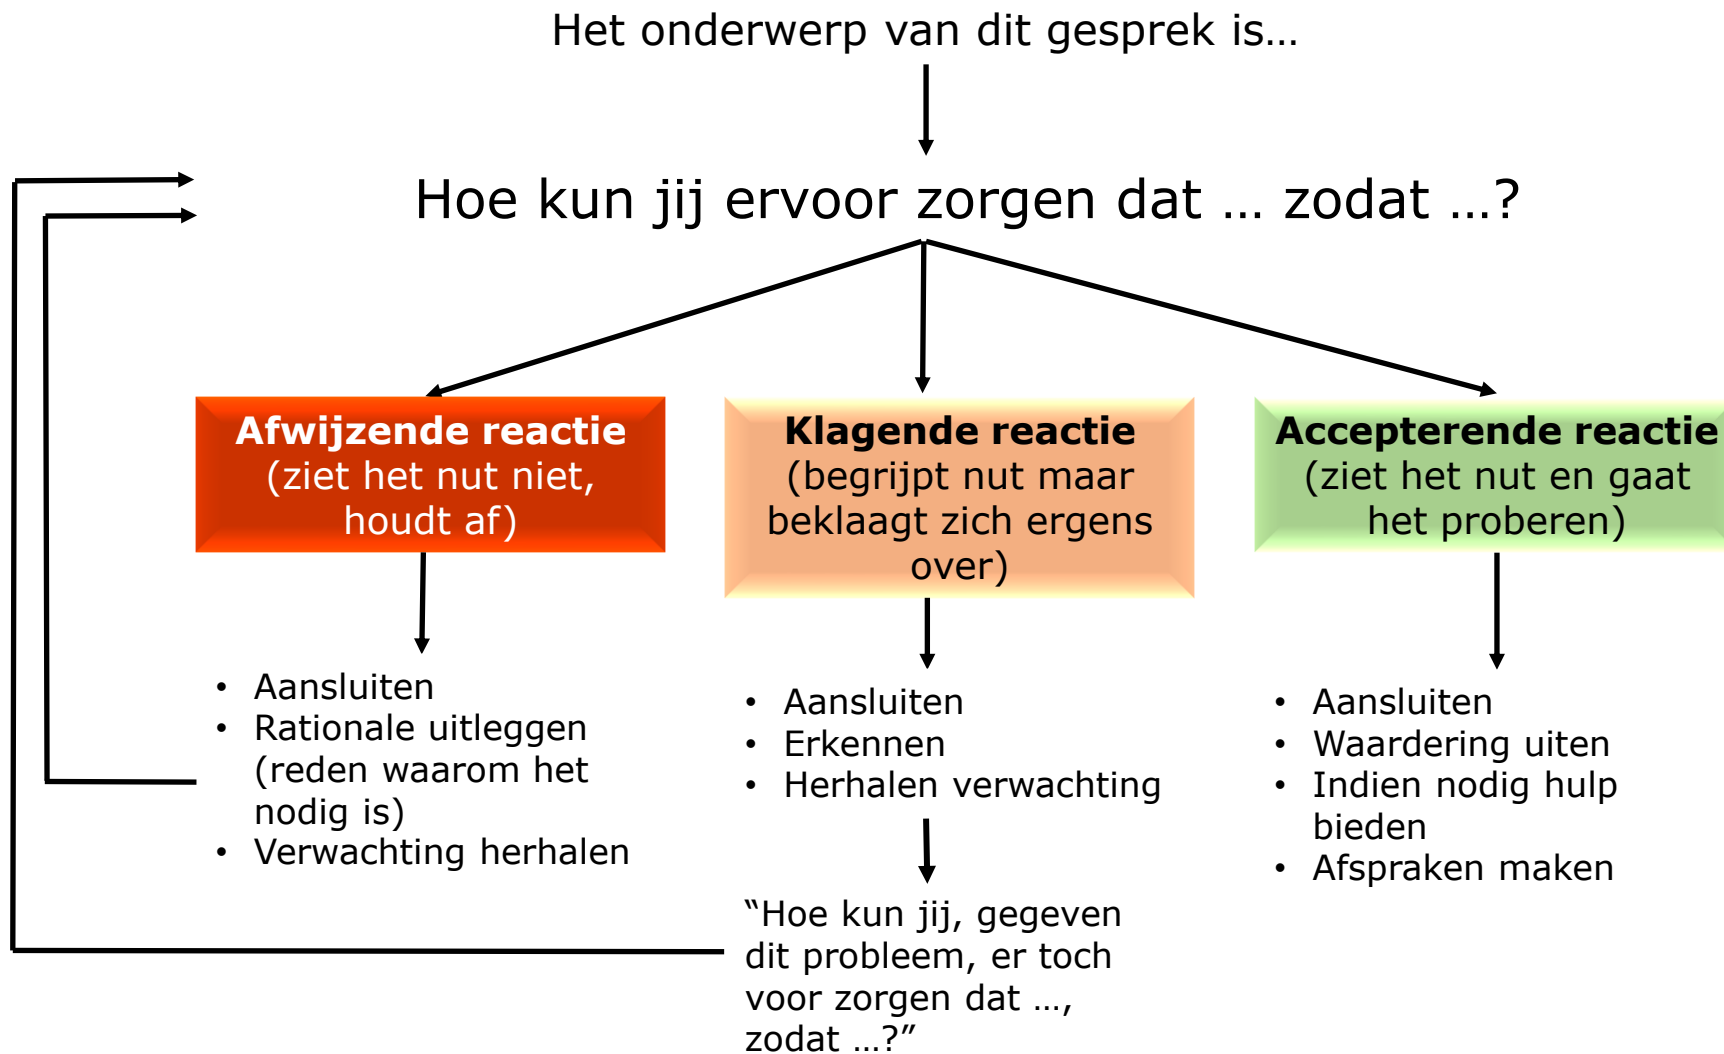 Het onderwerp van dit gesprek is…
Hoe kun jij ervoor zorgen dat … zodat …?
Afwijzende reactie
(ziet het nut niet,
houdt af)
Klagende reactie
(begrijpt nut maar
beklaagt zich ergens
over)
Accepterende reactie
(ziet het nut en gaat
het proberen)
• Aansluiten
• Rationale uitleggen
(reden waarom het
nodig is)
• Verwachting herhalen
• Aansluiten
• Erkennen
• Herhalen verwachting
“Hoe kun jij, gegeven
dit probleem, er toch
voor zorgen dat …,
zodat …?”
• Aansluiten
• Waardering uiten
• Indien nodig hulp
bieden
• Afspraken maken